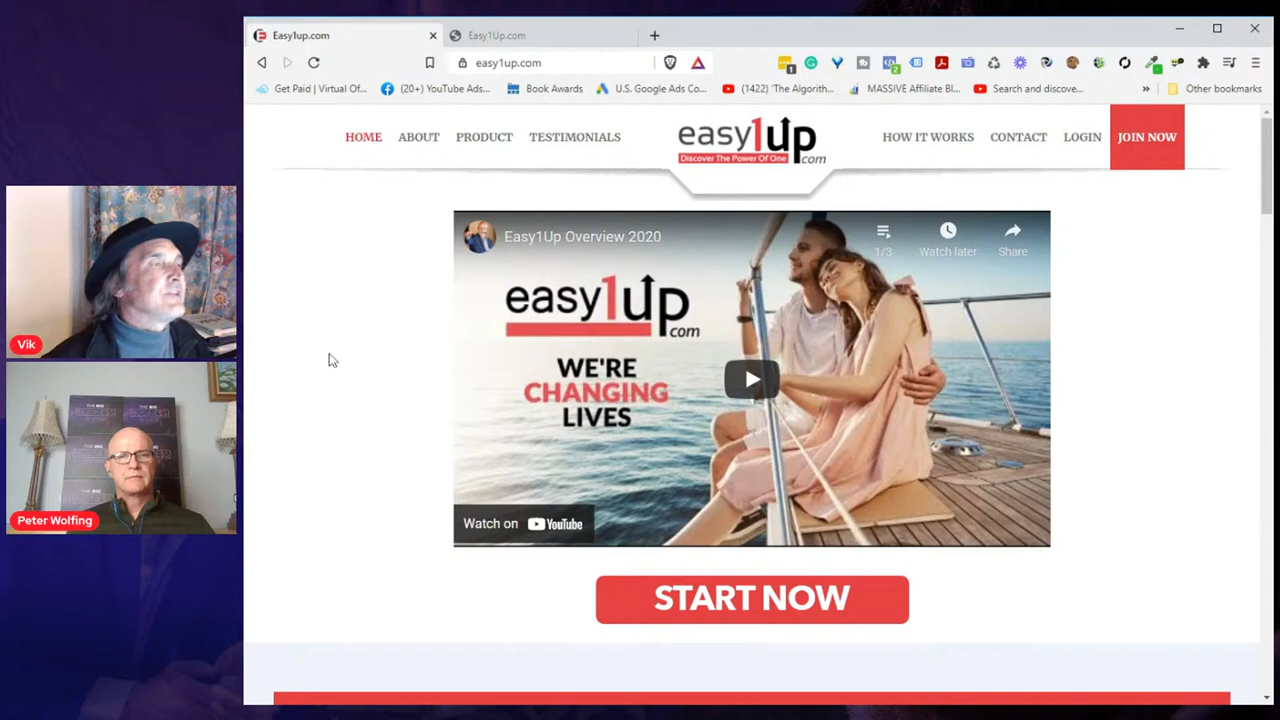 Easy1up.com
Easy1Up.com
easy1up.com
1
2
Get Paid | Virtual Of...
(20+) YouTube Ads...
Book Awards
U.S. Google Ads Co...
(1422) 'The Algorith...
MASSIVE Affiliate Bl...
Search and discove...
»
Other bookmarks
HOME
ABOUT
PRODUCT
TESTIMONIALS
easy1up
Discover The Power Of One .com
HOW IT WORKS
CONTACT
LOGIN
JOIN NOW
Easy1Up Overview 2020
1/3
Watch later
Share
easy1up
.com
WE'RE
CHANGING
LIVES
Watch on YouTube
START NOW
Vik
Peter Wolfing